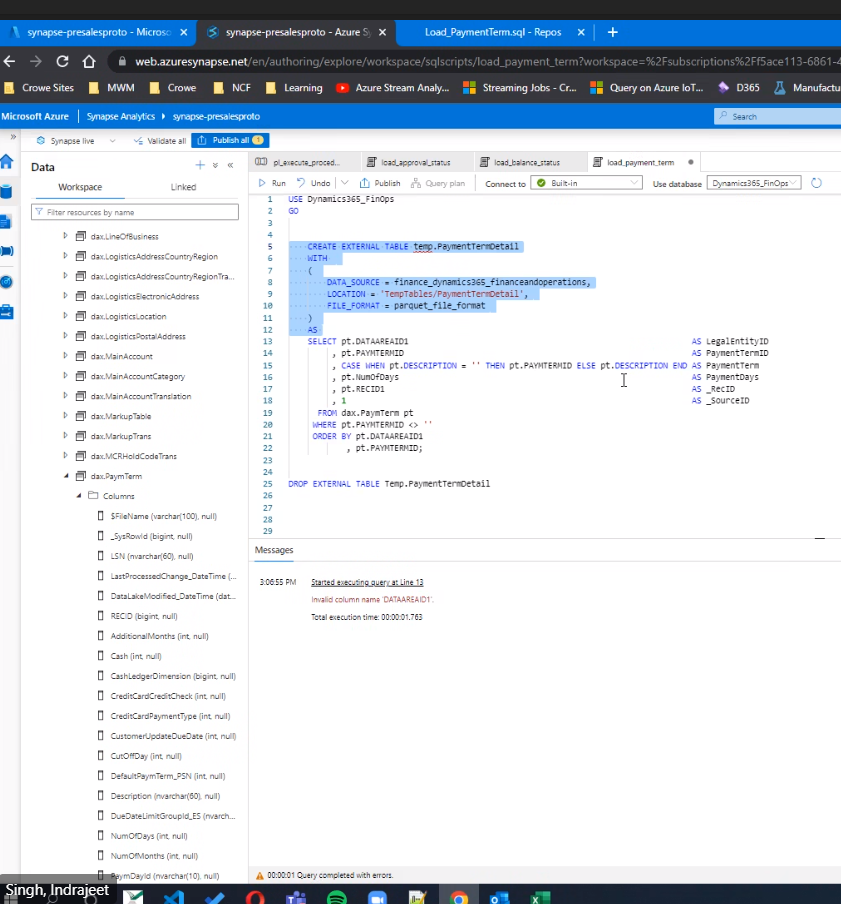 synapse-presalesproto - Microso
synapse-presalesproto - Azure Sy
Load_PaymentTerm.sql - Repos
web.azuresynapse.net/en/authoring/explore/workspace/sqlscripts/load_payment_term?workspace=%2Fsubscriptions%2Ff5ace113-6861-4
Crowe Sites
MWM
Crowe
NCF
Learning
Azure Stream Analy...
Streaming Jobs - Cr...
Query on Azure IoT...
D365
Manufactu
Microsoft Azure
Synapse Analytics
synapse-presalesproto
Search
Synapse live
Validate all
Publish all
1
Data
Workspace
Linked
Filter resources by name
dax.LineOfBusiness
dax.LogisticsAddressCountryRegion
dax.LogisticsAddressCountryRegionTra...
dax.LogisticsElectronicAddress
dax.LogisticsLocation
dax.LogisticsPostalAddress
dax.MainAccount
dax.MainAccountCategory
dax.MainAccountTranslation
dax.MarkupTable
dax.MarkupTrans
dax.MCRHoldCodeTrans
dax.PaymTerm
Columns
$FileName (varchar(100), null)
_SysRowId (bigint, null)
LSN (nvarchar(60), null)
LastProcessedChange_DateTime (...
DataLakeModified_DateTime (dat...
RECID (bigint, null)
AdditionalMonths (int, null)
Cash (int, null)
CashLedgerDimension (bigint, null)
CreditCardCreditCheck (int, null)
CreditCardPaymentType (int, null)
CustomerUpdateDueDate (int, null)
CutOffDay (int, null)
DefaultPaymTerm_PSN (int, null)
Description (nvarchar(60), null)
DueDateLimitGroupId_ES (nvarch...
NumOfDays (int, null)
NumOfMonths (int, null)
PaymDayId (nvarchar(10), null)
pl_execute_proced...
load_approval_status
load_balance_status
load_payment_term
Run
Undo
Publish
Query plan
Connect to
Built-in
Use database
Dynamics365_FinOps
1 USE Dynamics365_FinOps
2 GO
3
4
5 CREATE EXTERNAL TABLE temp.PaymentTermDetail
6 WITH
7 (
8 DATA_SOURCE = finance_dynamics365_financeandoperations,
9 LOCATION = 'TempTables/PaymentTermDetail',
10 FILE_FORMAT = parquet_file_format
11 )
12 AS
13 SELECT pt.DATAAREAID1 AS LegalEntityID
14 , pt.PAYMTERMID AS PaymentTermID
15 , CASE WHEN pt.DESCRIPTION = '' THEN pt.PAYMTERMID ELSE pt.DESCRIPTION END AS PaymentTerm
16 , pt.NumOfDays AS PaymentDays
17 , pt.RECID1 AS _RecID
18 , 1 AS _SourceID
19 FROM dax.PaymTerm pt
20 WHERE pt.PAYMTERMID <> ''
21 ORDER BY pt.DATAAREAID1
22 , pt.PAYMTERMID;
23
24
25 DROP EXTERNAL TABLE Temp.PaymentTermDetail
26
27
28
29
Messages
3:06:55 PM
Started executing query at Line 13
Invalid column name 'DATAAREAID1'.
Total execution time: 00:00:01.763
00:00:01 Query completed with errors.
Singh, Indrajeet